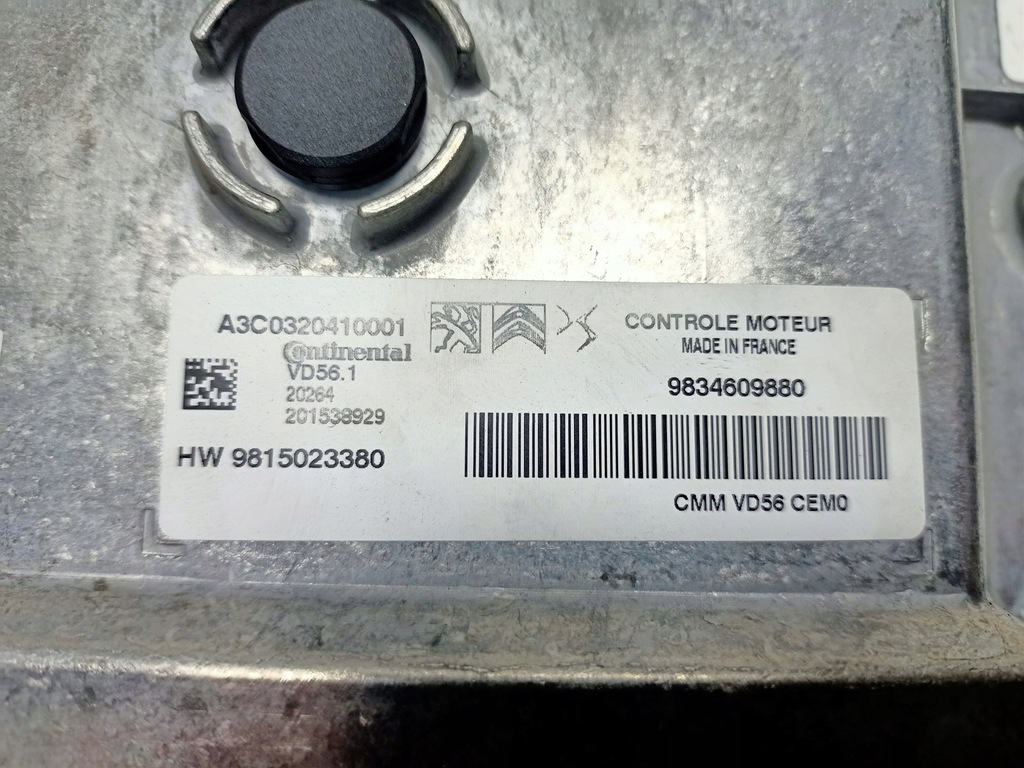 A3C0320410001
Continental
VD56.1
20264
201538929
HW 9815023380
CONTROLE MOTEUR
MADE IN FRANCE
9834609880
CMM VD56 CEM0